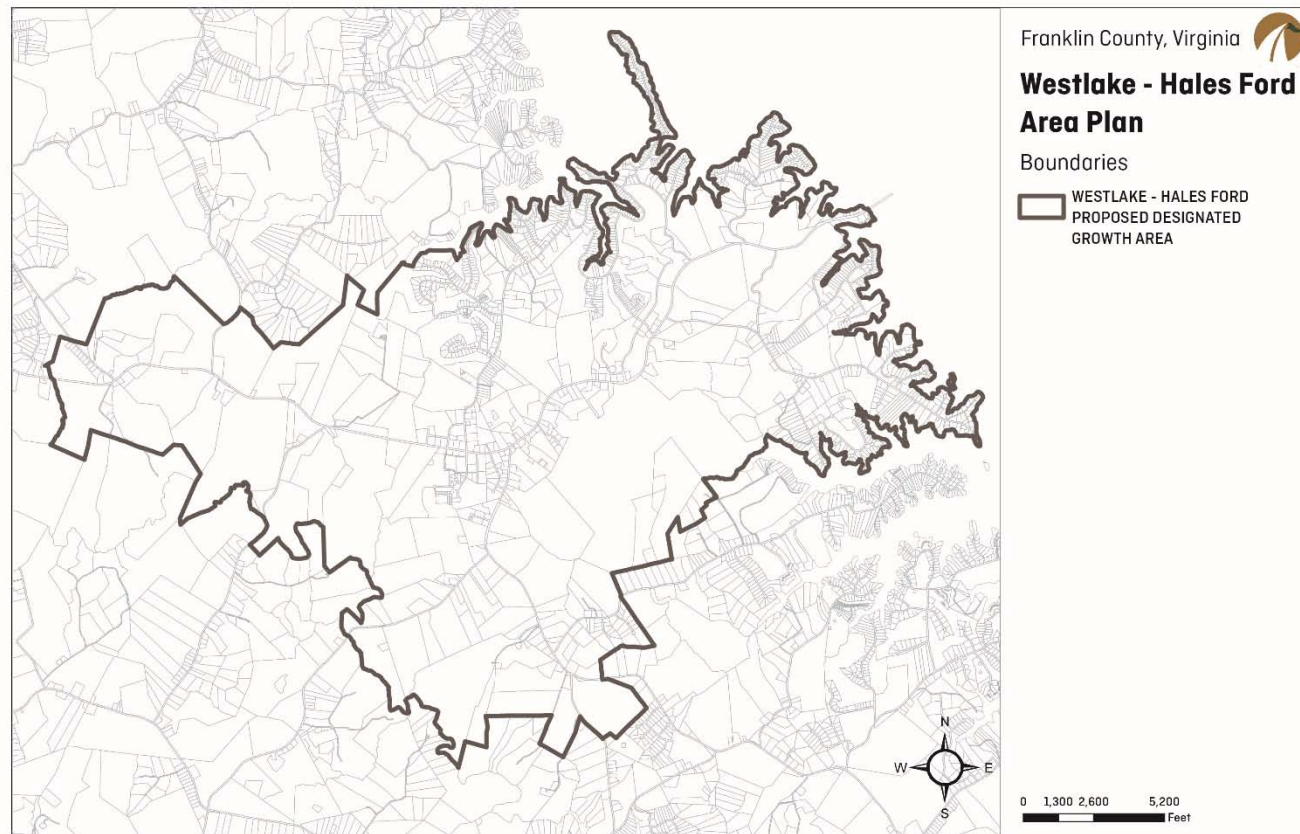 Franklin County, Virginia
Westlake - Hales Ford
Area Plan
Boundaries
WESTLAKE - HALES FORD
PROPOSED DESIGNATED
GROWTH AREA
N
W E
S
0 1,300 2,600 5,200
Feet